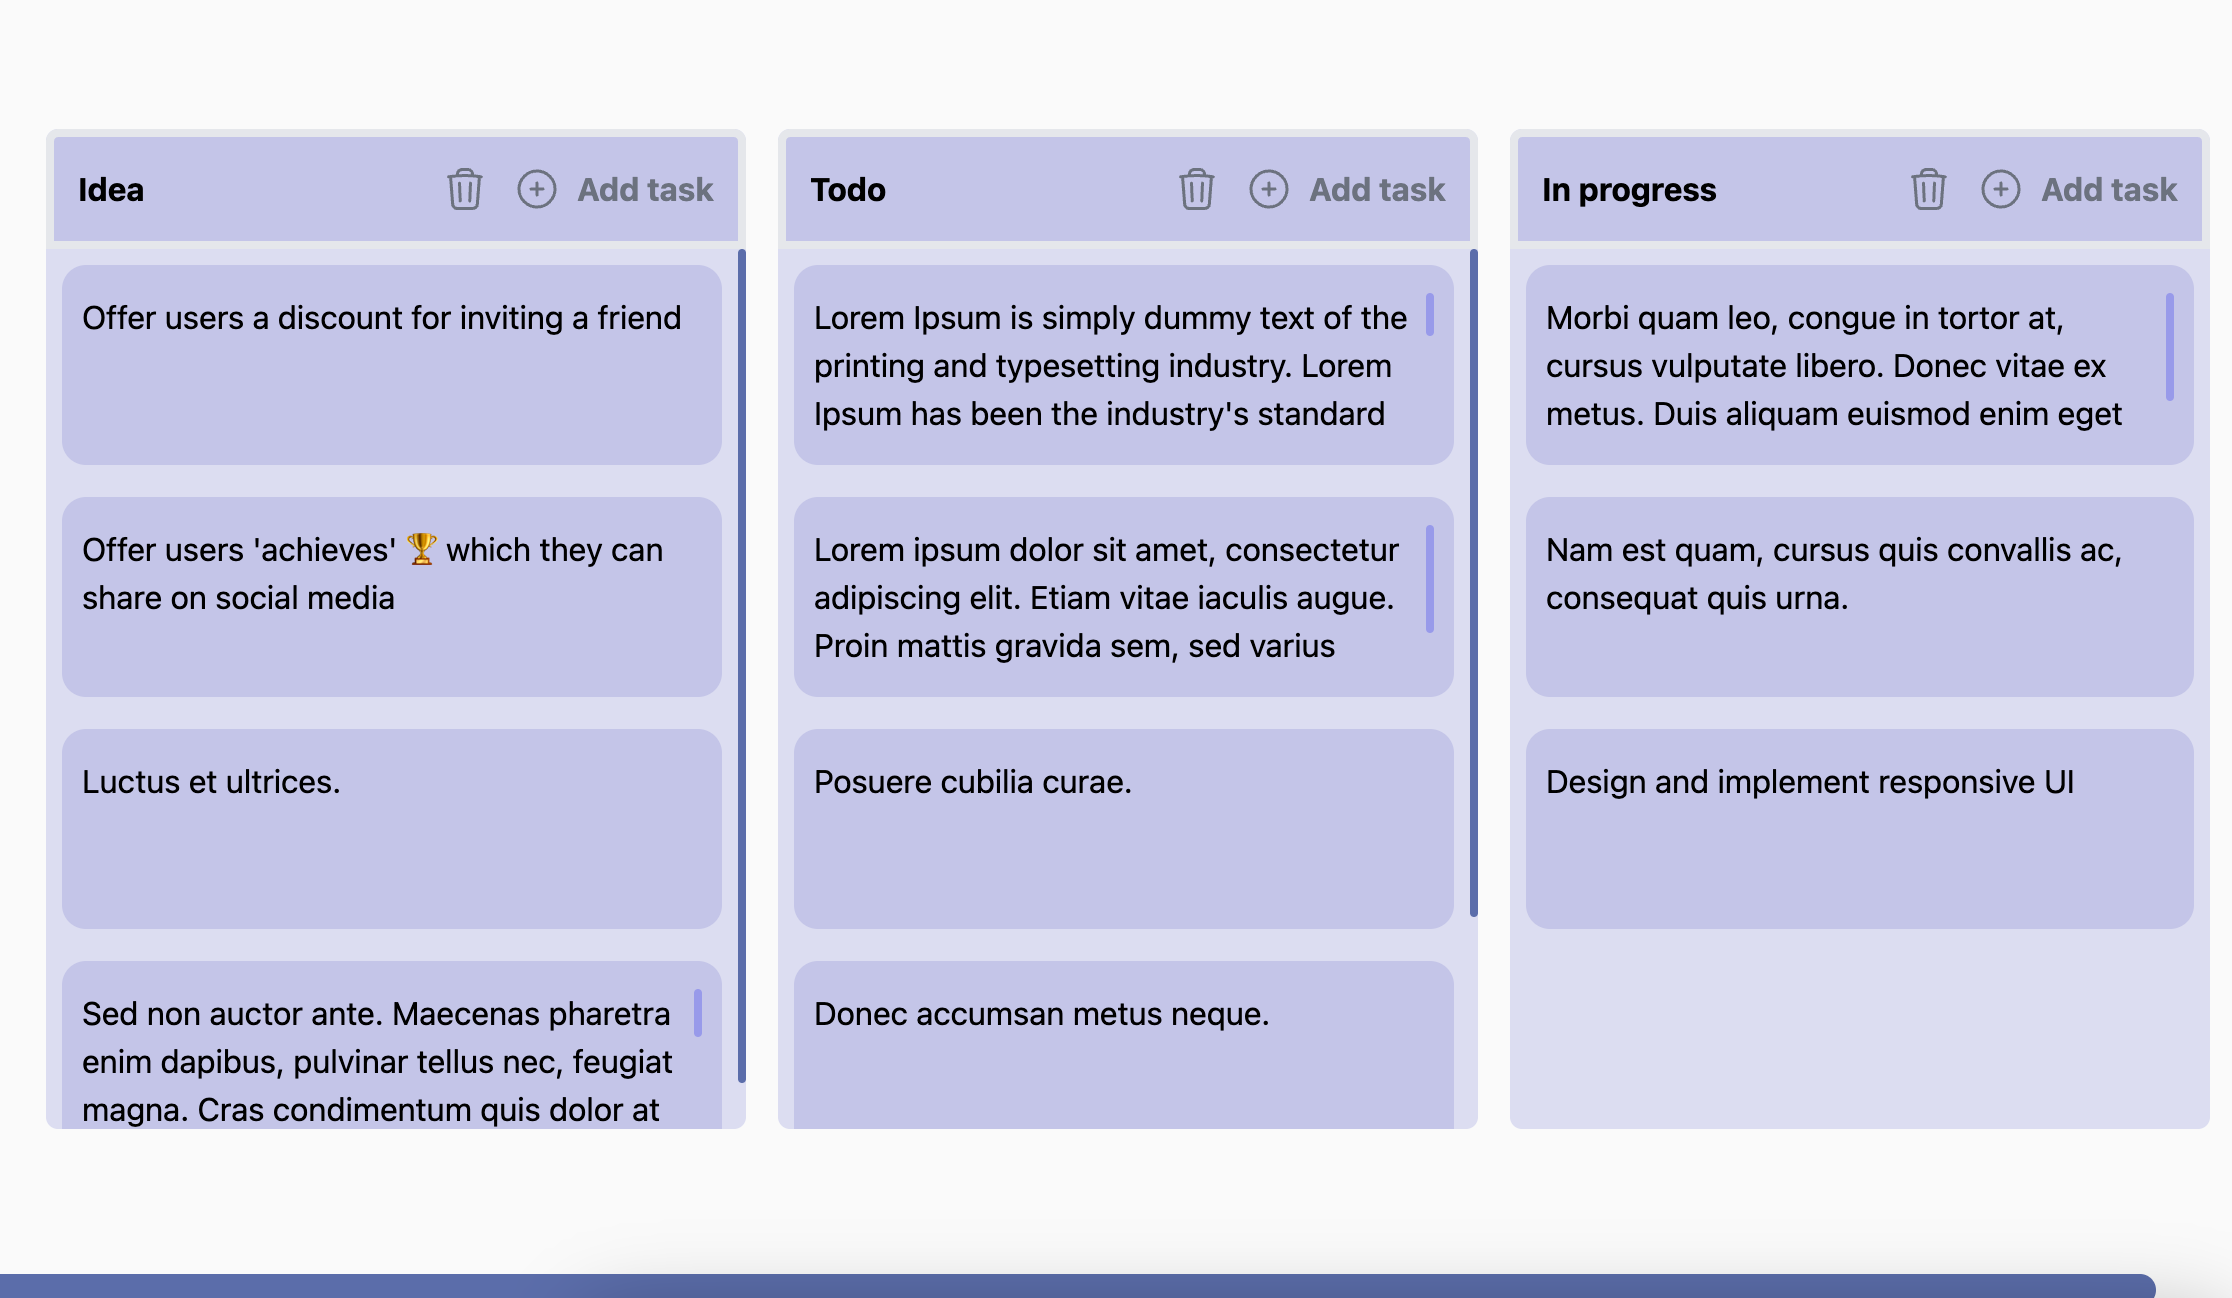 Idea
Add task
Offer users a discount for inviting a friend
Offer users 'achieves' 🏆 which they can
share on social media
Luctus et ultrices.
Sed non auctor ante. Maecenas pharetra
enim dapibus, pulvinar tellus nec, feugiat
magna. Cras condimentum quis dolor at
Todo
Add task
Lorem Ipsum is simply dummy text of the
printing and typesetting industry. Lorem
Ipsum has been the industry's standard
Lorem ipsum dolor sit amet, consectetur
adipiscing elit. Etiam vitae iaculis augue.
Proin mattis gravida sem, sed varius
Posuere cubilia curae.
Donec accumsan metus neque.
In progress
Add task
Morbi quam leo, congue in tortor at,
cursus vulputate libero. Donec vitae ex
metus. Duis aliquam euismod enim eget
Nam est quam, cursus quis convallis ac,
consequat quis urna.
Design and implement responsive UI